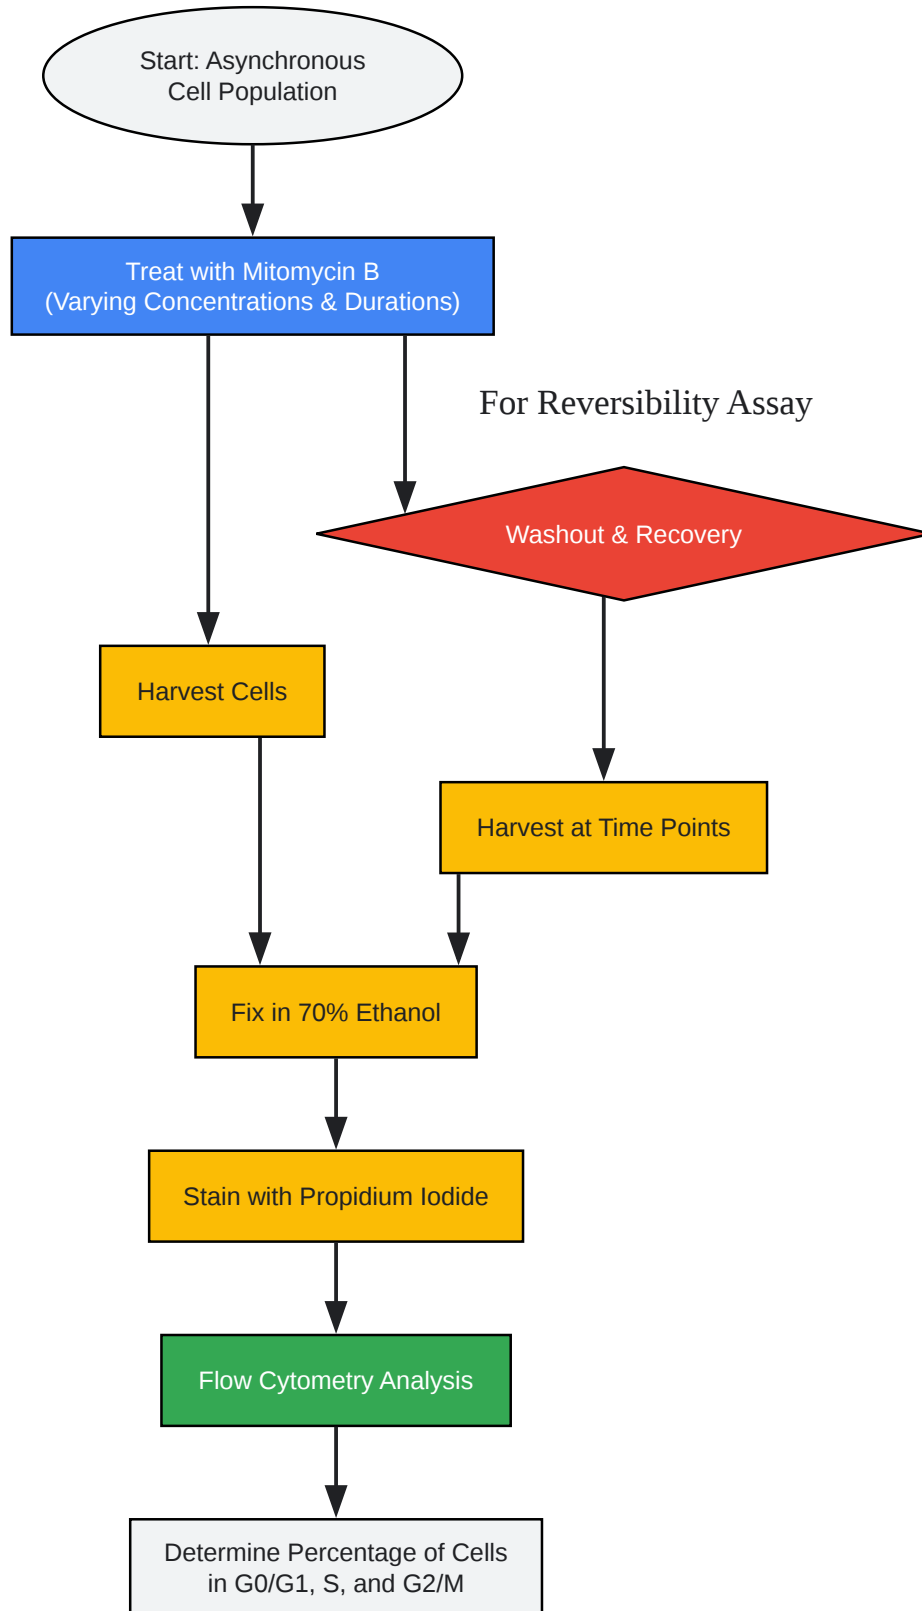 Start: Asynchronous
Cell Population
Treat with Mitomycin B
(Varying Concentrations & Durations)
For Reversibility Assay
Washout & Recovery
Harvest Cells
Harvest at Time Points
Fix in 70% Ethanol
Stain with Propidium Iodide
Flow Cytometry Analysis
Determine Percentage of Cells
in G0/G1, S, and G2/M